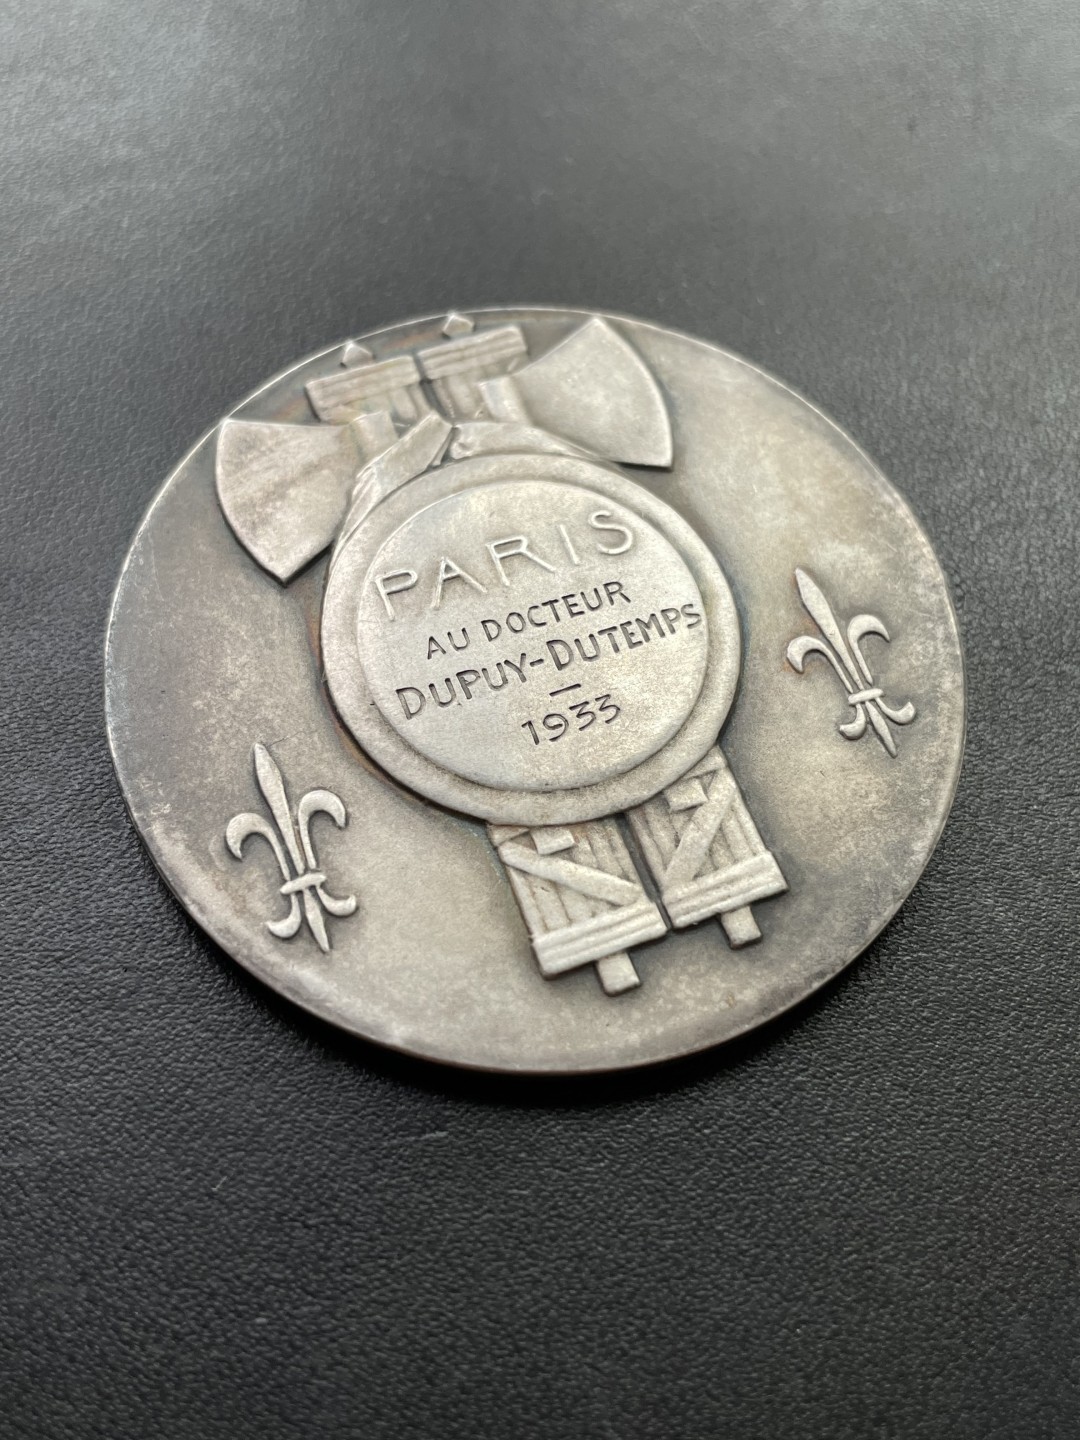 PARIS
AU DOCTEUR
DUPUY-DUTEMPS
—
1933